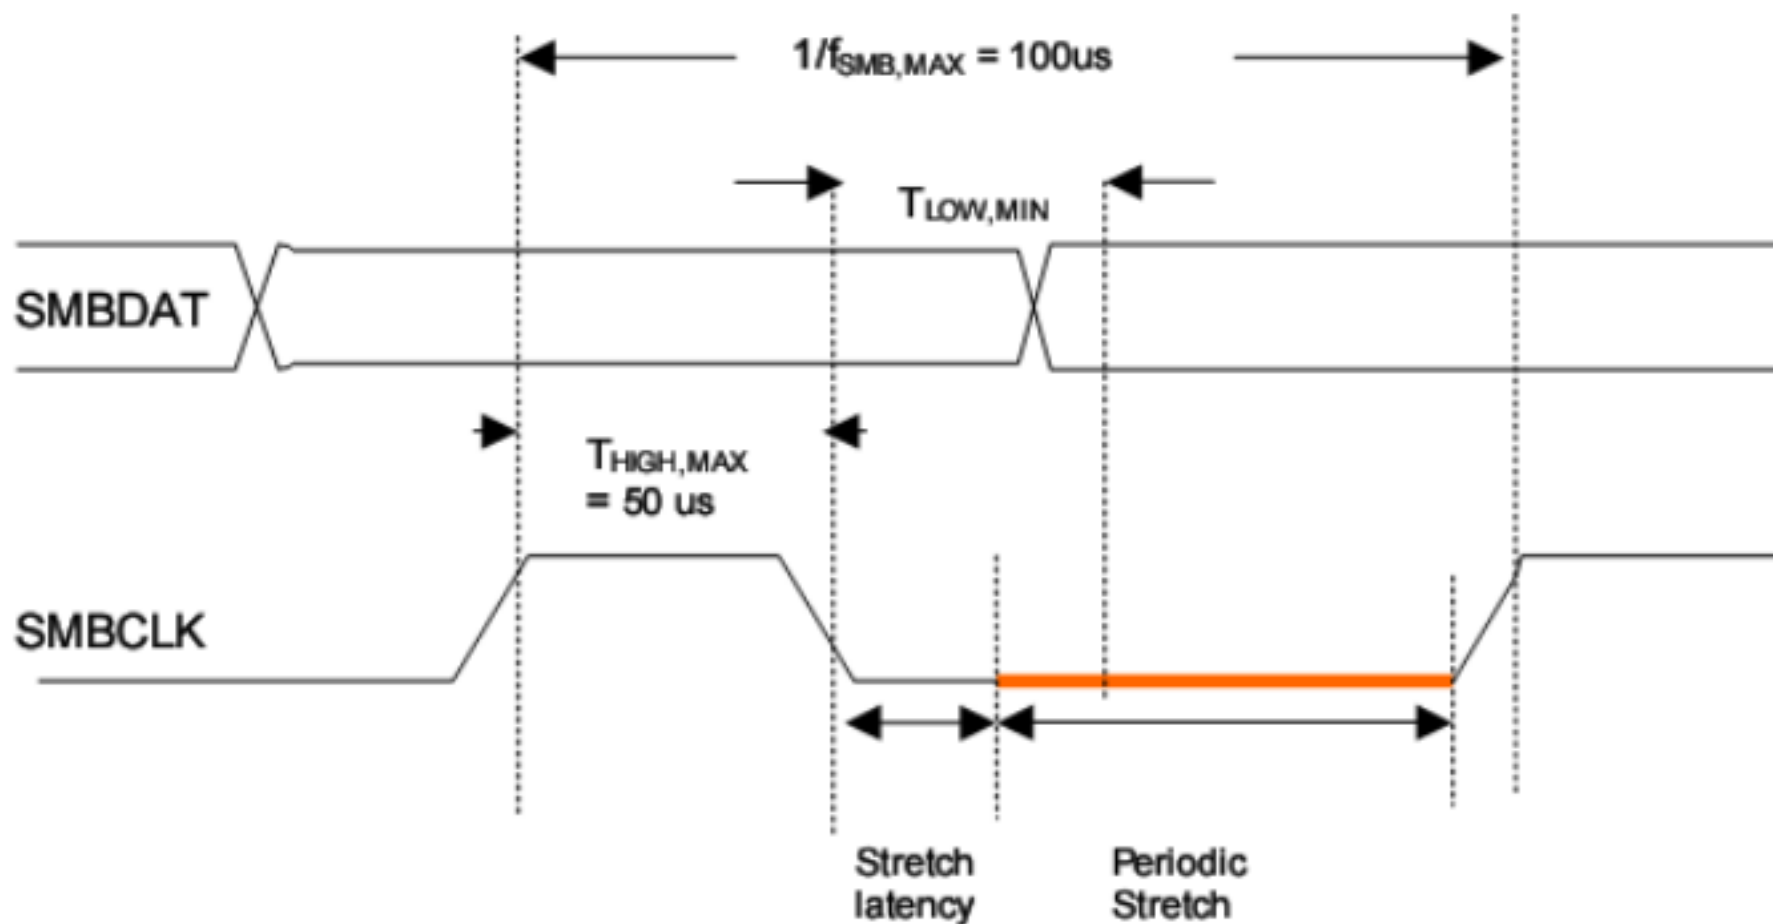 1/fSMB,MAX = 100us
TLOW,MIN
SMBDAT
THIGH,MAX
= 50 us
SMBCLK
Stretch
latency
Periodic
Stretch